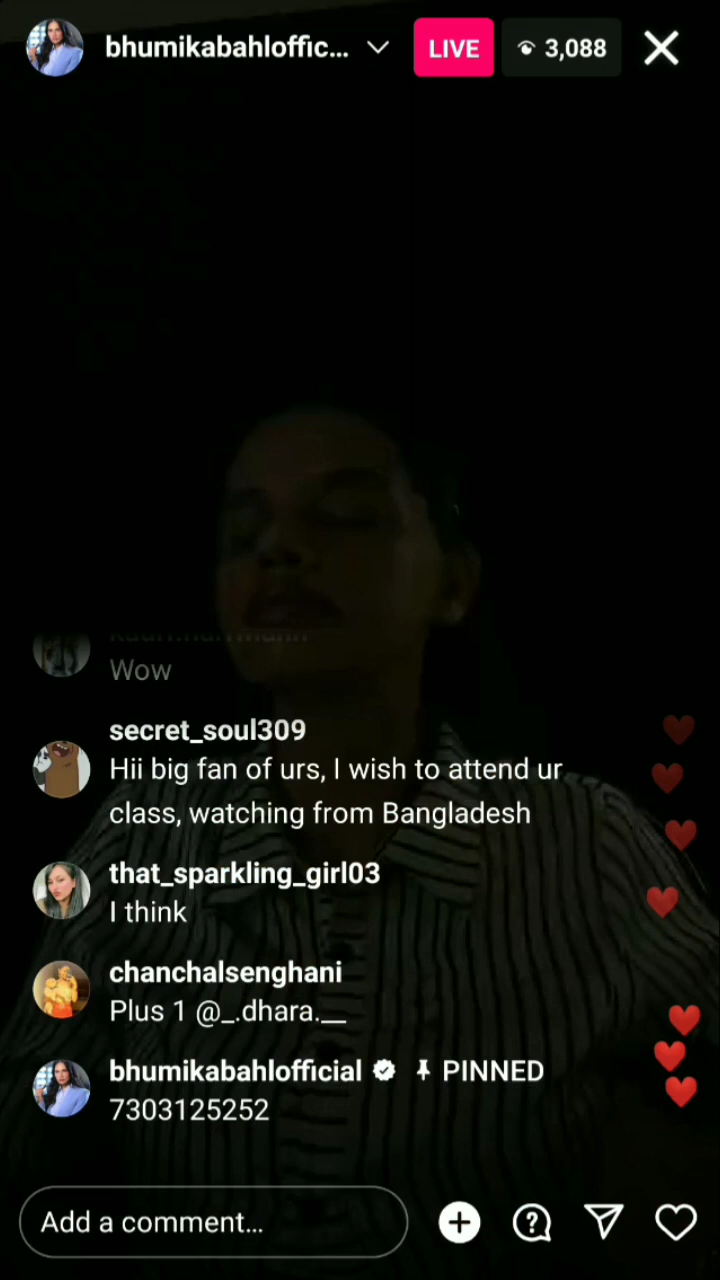 bhumikabahloffic...
LIVE
3,088
Wow
secret_soul309
Hii big fan of urs, I wish to attend ur
class, watching from Bangladesh
that_sparkling_girl03
I think
chanchalsenghani
Plus 1 @_.dhara.__
bhumikabahlofficial PINNED
7303125252
Add a comment...